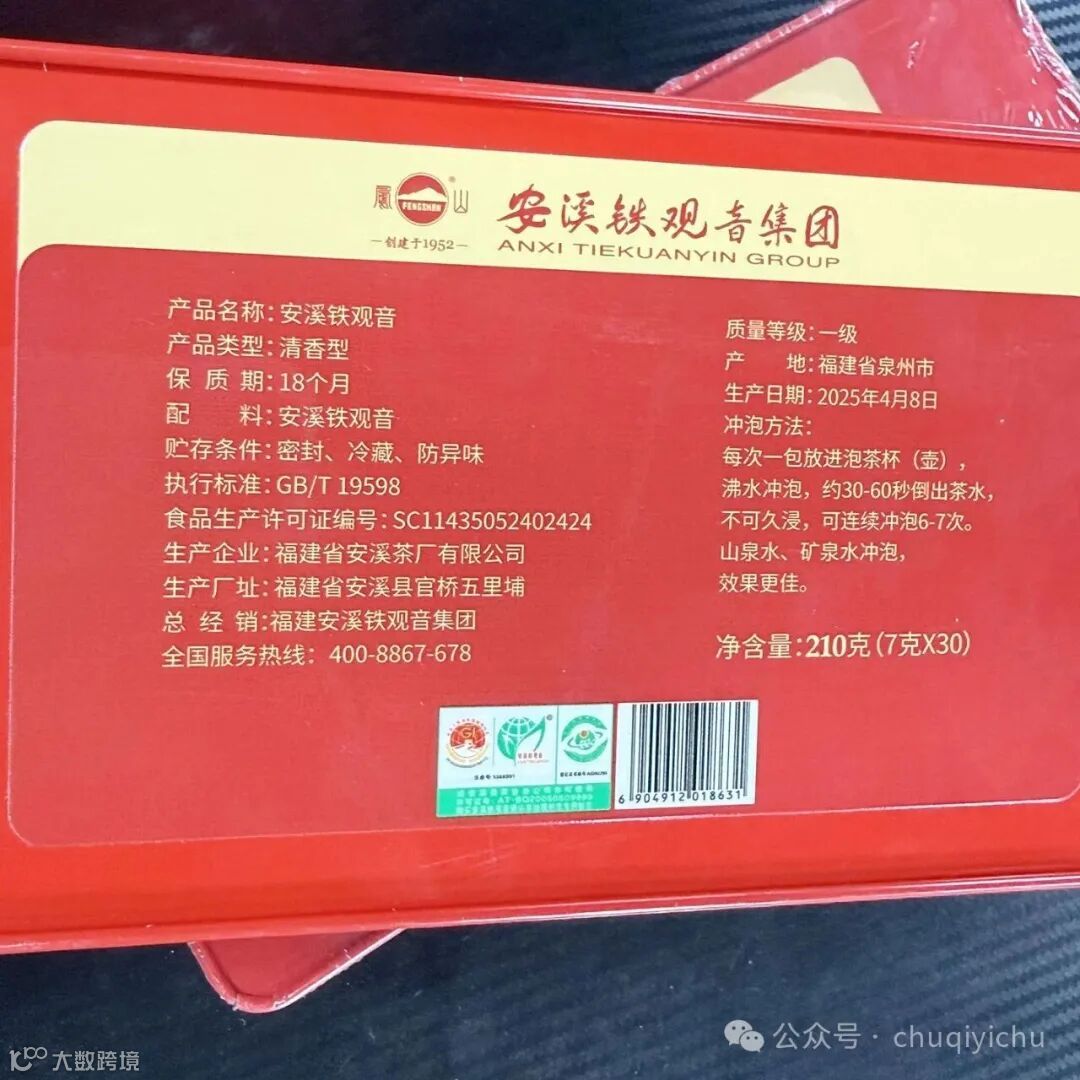 凤 FENGSHAN ® 山
—创建于1952—
安溪铁观音集团
ANXI TIEKUANYIN GROUP
产品名称：安溪铁观音
产品类型：清香型
保 质 期：18个月
配 料：安溪铁观音
贮存条件：密封、冷藏、防异味
执行标准：GB/T 19598
食品生产许可证编号：SC11435052402424
生产企业：福建省安溪茶厂有限公司
生产厂址：福建省安溪县官桥五里埔
总 经 销：福建安溪铁观音集团
全国服务热线： 400-8867-678
质量等级：一级
产 地：福建省泉州市
生产日期：2025年4月8日
冲泡方法：
每次一包放进泡茶杯（壶），
沸水冲泡，约30-60秒倒出茶水，
不可久浸，可连续冲泡6-7次。
山泉水、矿泉水冲泡，
效果更佳。
净含量：210克（7克X30）
6 904912 018631
公众号 · chuqiyichu
大数跨境